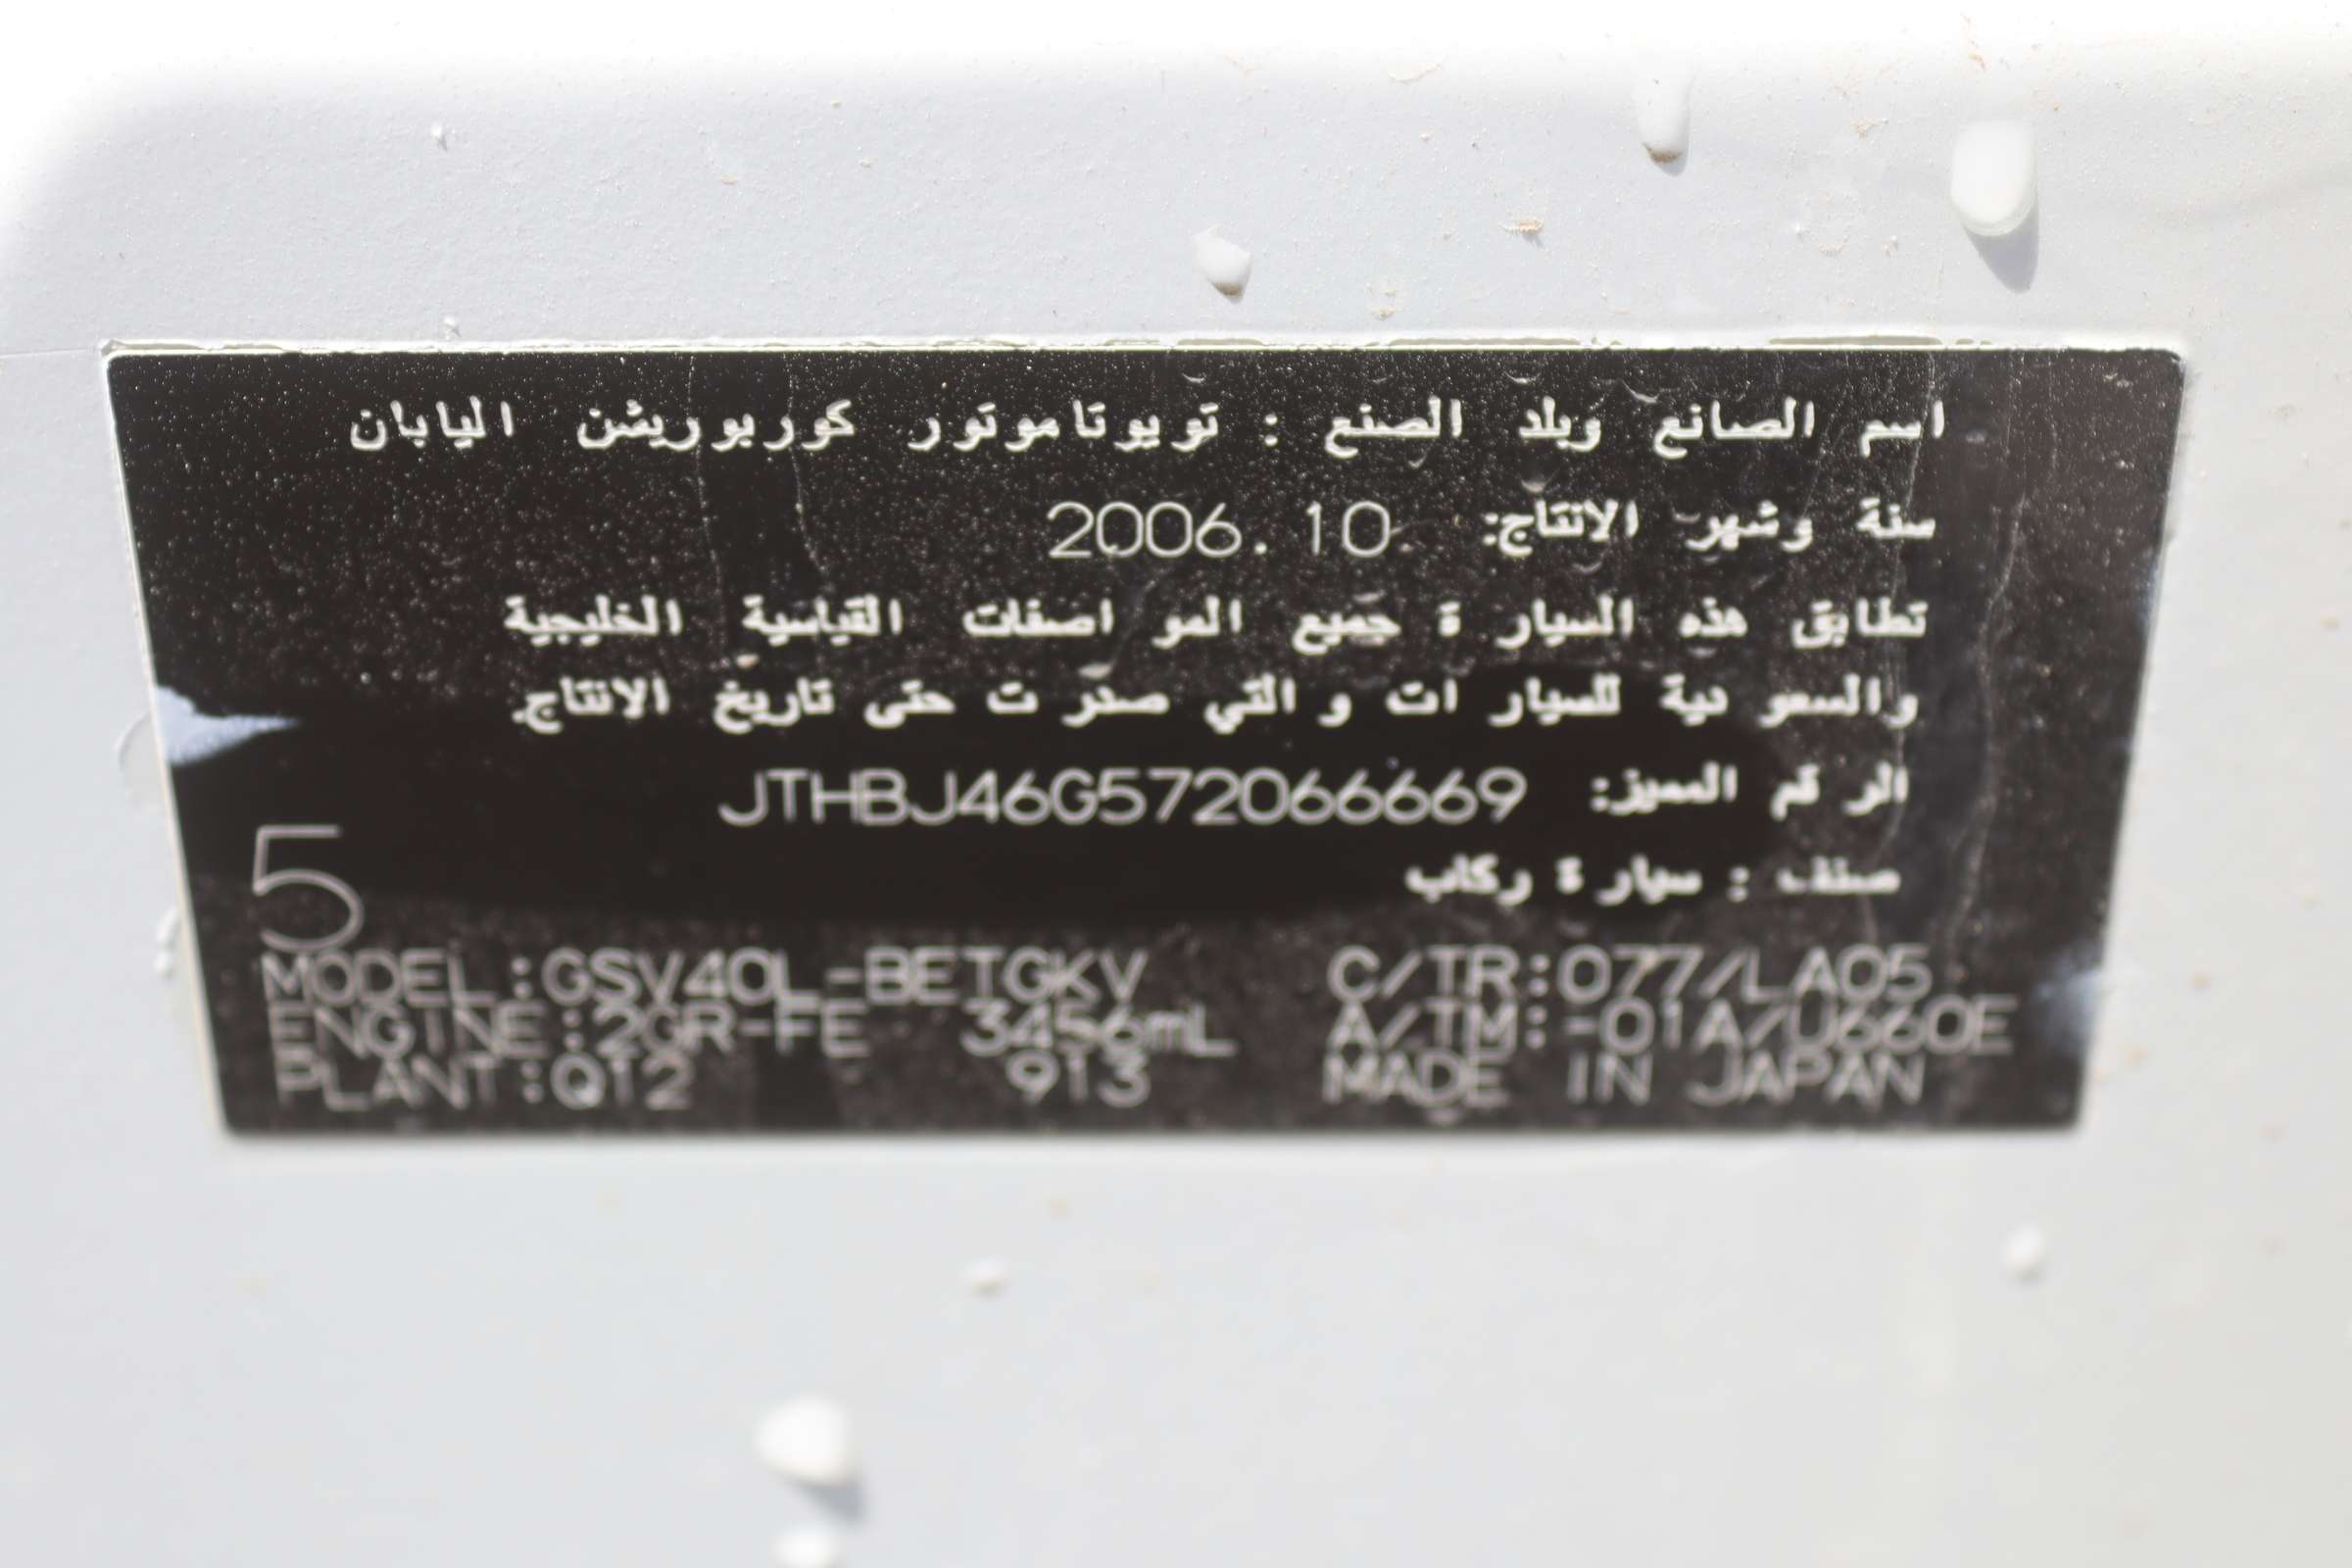 اسم الصانع وبلد الصنع : تويوتاموتور كوربوريشن اليابان
سنة وشهر الانتاج: 2006.10
تطابق هذه السيارة جميع المواصفات القياسية الخليجية
والسعودية للسيارات والتي صدرت حتى تاريخ الانتاج.
الرقم المميز: JTHBJ46G572066669
صنف : سيارة ركاب
5
MODEL:GSV40L-BETGKV C/TR:077/LA05
ENGINE:2GR-FE 3456mL A/TM:-01A/U660E
PLANT:Q12 913 MADE IN JAPAN